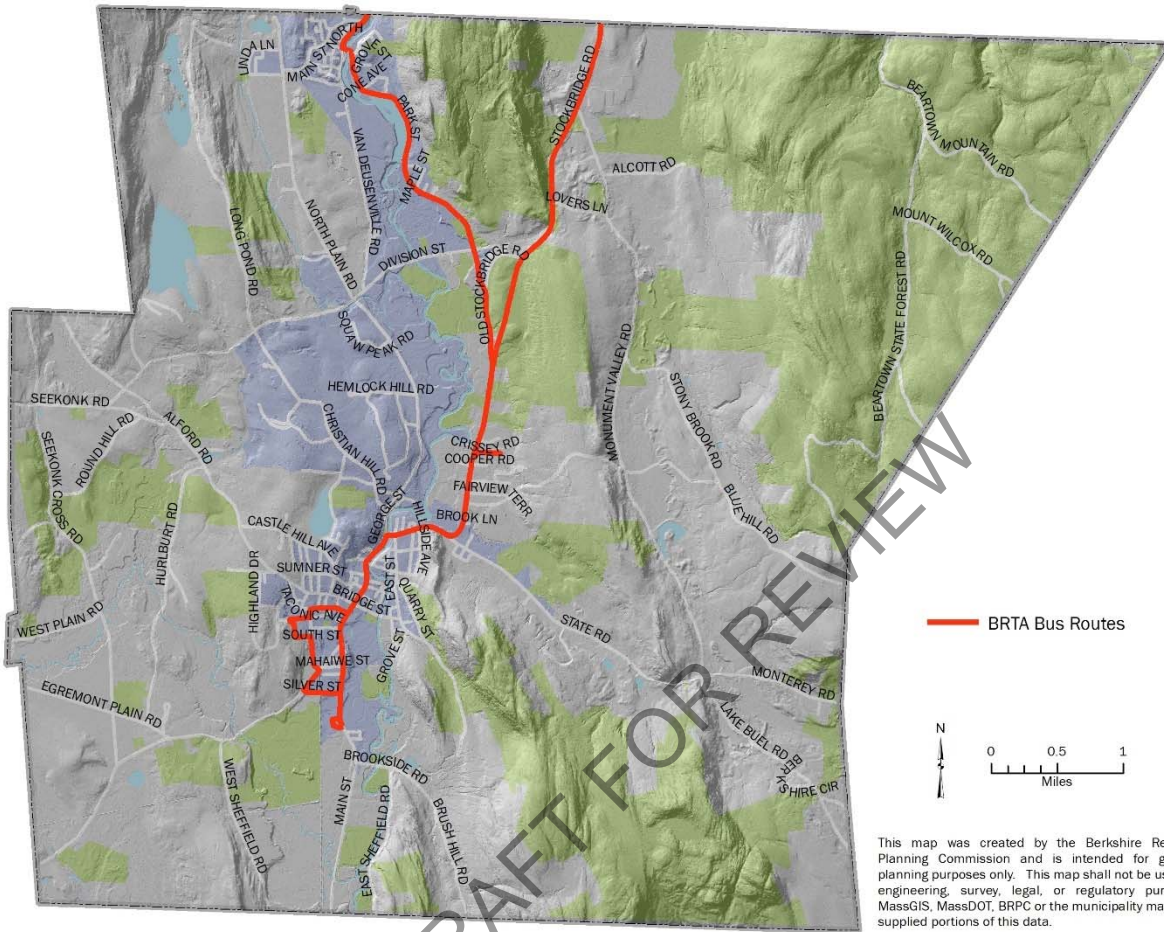 LINDA LN
MAIN ST NORTH
GROVE ST
CONE AVE
PARK ST
STOCKBRIDGE RD
BEARTOWN MOUNTAIN RD
VAN DEUSENVILLE RD
MAPLE ST
ALCOTT RD
LOVERS LN
MOUNT WILCOX RD
LONG POND RD
NORTH PLAIN RD
DIVISION ST
OLD STOCKBRIDGE RD
BEARTOWN STATE FOREST RD
SQUAW PEAK RD
MONUMENT VALLEY RD
HEMLOCK HILL RD
SEEKONK RD
ROUND HILL RD
ALFORD RD
CHRISTIAN HILL RD
STONY BROOK RD
CRISSEY RD
COOPER RD
SEEKONK CROSS RD
FAIRVIEW TERR
GEORGE ST
HILLSIDE AVE
BROOK LN
BLUE HILL RD
HURLBURT RD
CASTLE HILL AVE
SUMNER ST
HIGHLAND DR
EAST ST
BRIDGE ST
QUARRY ST
TACONIC AVE
WEST PLAIN RD
SOUTH ST
STATE RD
BRTA Bus Routes
MAHAIWE ST
GROVE ST
SILVER ST
MONTEREY RD
EGREMONT PLAIN RD
LAKE BUEL RD
BERKSHIRE CIR
WEST SHEFFIELD RD
MAIN ST
BROOKSIDE RD
BRUSH HILL RD
EAST SHEFFIELD RD
N
0 0.5 1
Miles
This map was created by the Berkshire Re
Planning Commission and is intended for g
planning purposes only. This map shall not be us
engineering, survey, legal, or regulatory pur
MassGIS, MassDOT, BRPC or the municipality ma
supplied portions of this data.
DRAFT FOR REVIEW